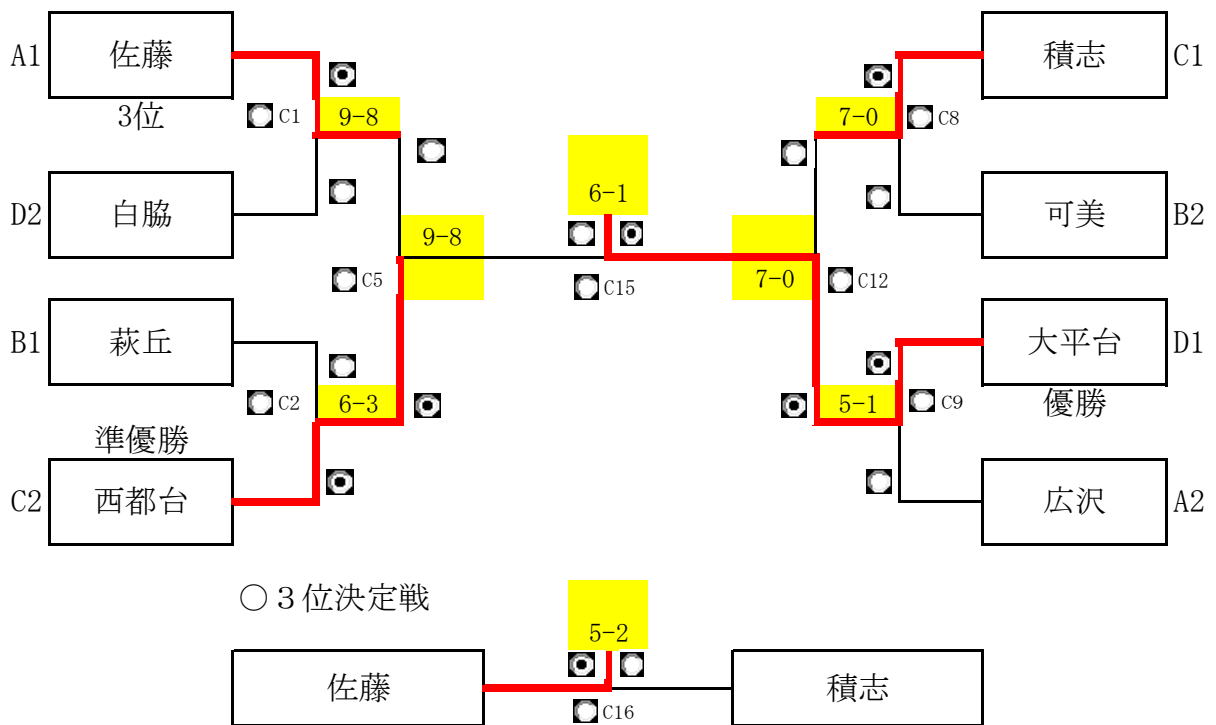 A1 佐藤 積志 C1
3位 C1 9-8 7-0 C8
6-1
D2 白脇 可美 B2
9-8
C5 C15 7-0 C12
B1 萩丘 大平台 D1
C2 6-3 5-1 C9 優勝
準優勝
C2 西都台 広沢 A2
○３位決定戦
5-2
佐藤 積志
C16